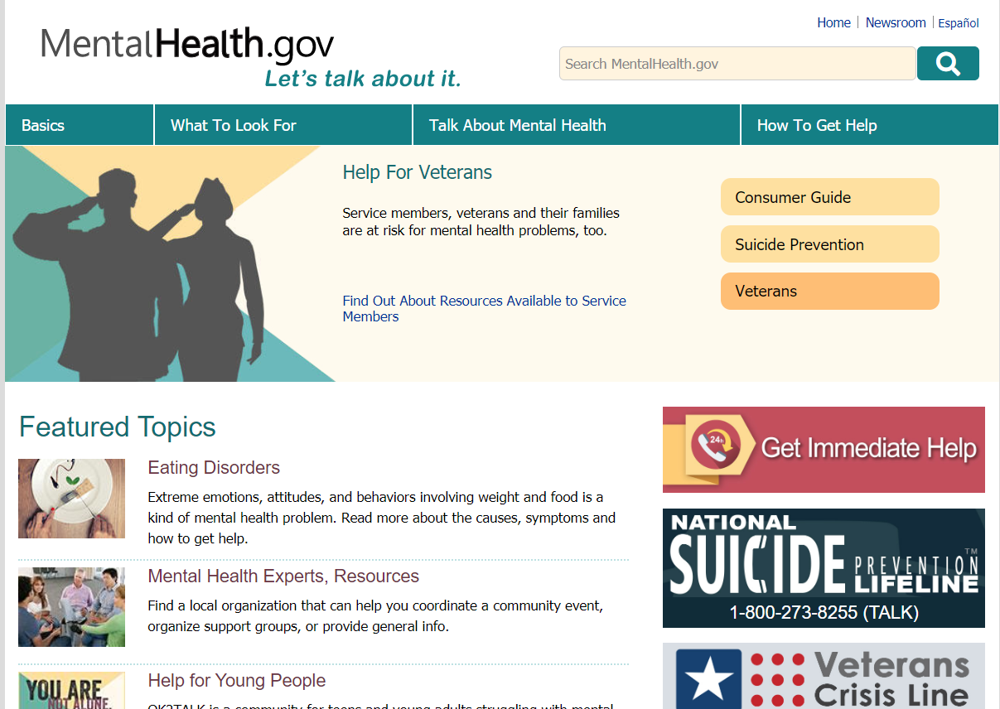 MentalHealth.gov
Let's talk about it.
Home
Newsroom
Español
Search MentalHealth.gov
Basics
What To Look For
Talk About Mental Health
How To Get Help
Help For Veterans
Service members, veterans and their families
are at risk for mental health problems, too.
Find Out About Resources Available to Service
Members
Consumer Guide
Suicide Prevention
Veterans
Featured Topics
Eating Disorders
Extreme emotions, attitudes, and behaviors involving weight and food is a
kind of mental health problem. Read more about the causes, symptoms and
how to get help.
Mental Health Experts, Resources
Find a local organization that can help you coordinate a community event,
organize support groups, or provide general info.
YOU ARE
NOT ALONE.
Help for Young People
OK2TALK is a community for teens and young adults struggling with mental
24h
Get Immediate Help
NATIONAL
SUICIDE
PREVENTION
LIFELINE
TM
1-800-273-8255 (TALK)
Veterans
Crisis Line